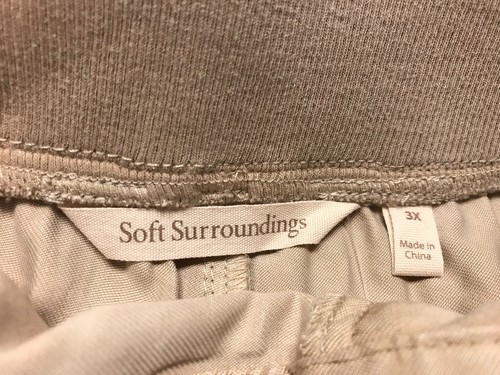 Soft Surroundings
3X
Made in
China